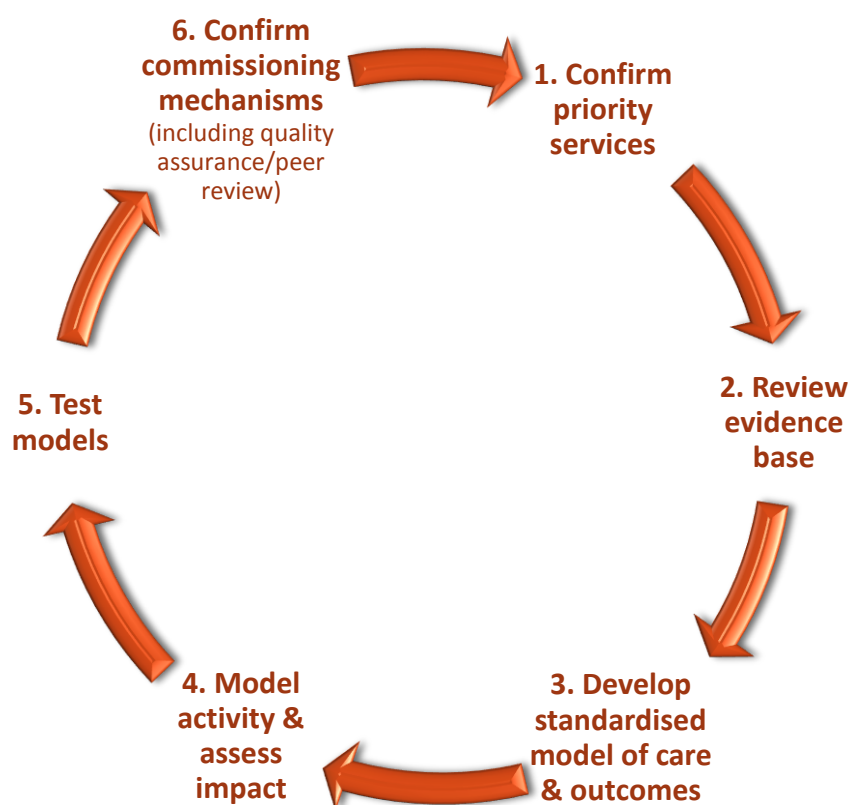 1. Confirm
priority
services
2. Review
evidence
base
3. Develop
standardised
model of care
& outcomes
4. Model
activity &
assess
impact
5. Test
models
6. Confirm
commissioning
mechanisms
(including quality
assurance/peer
review)